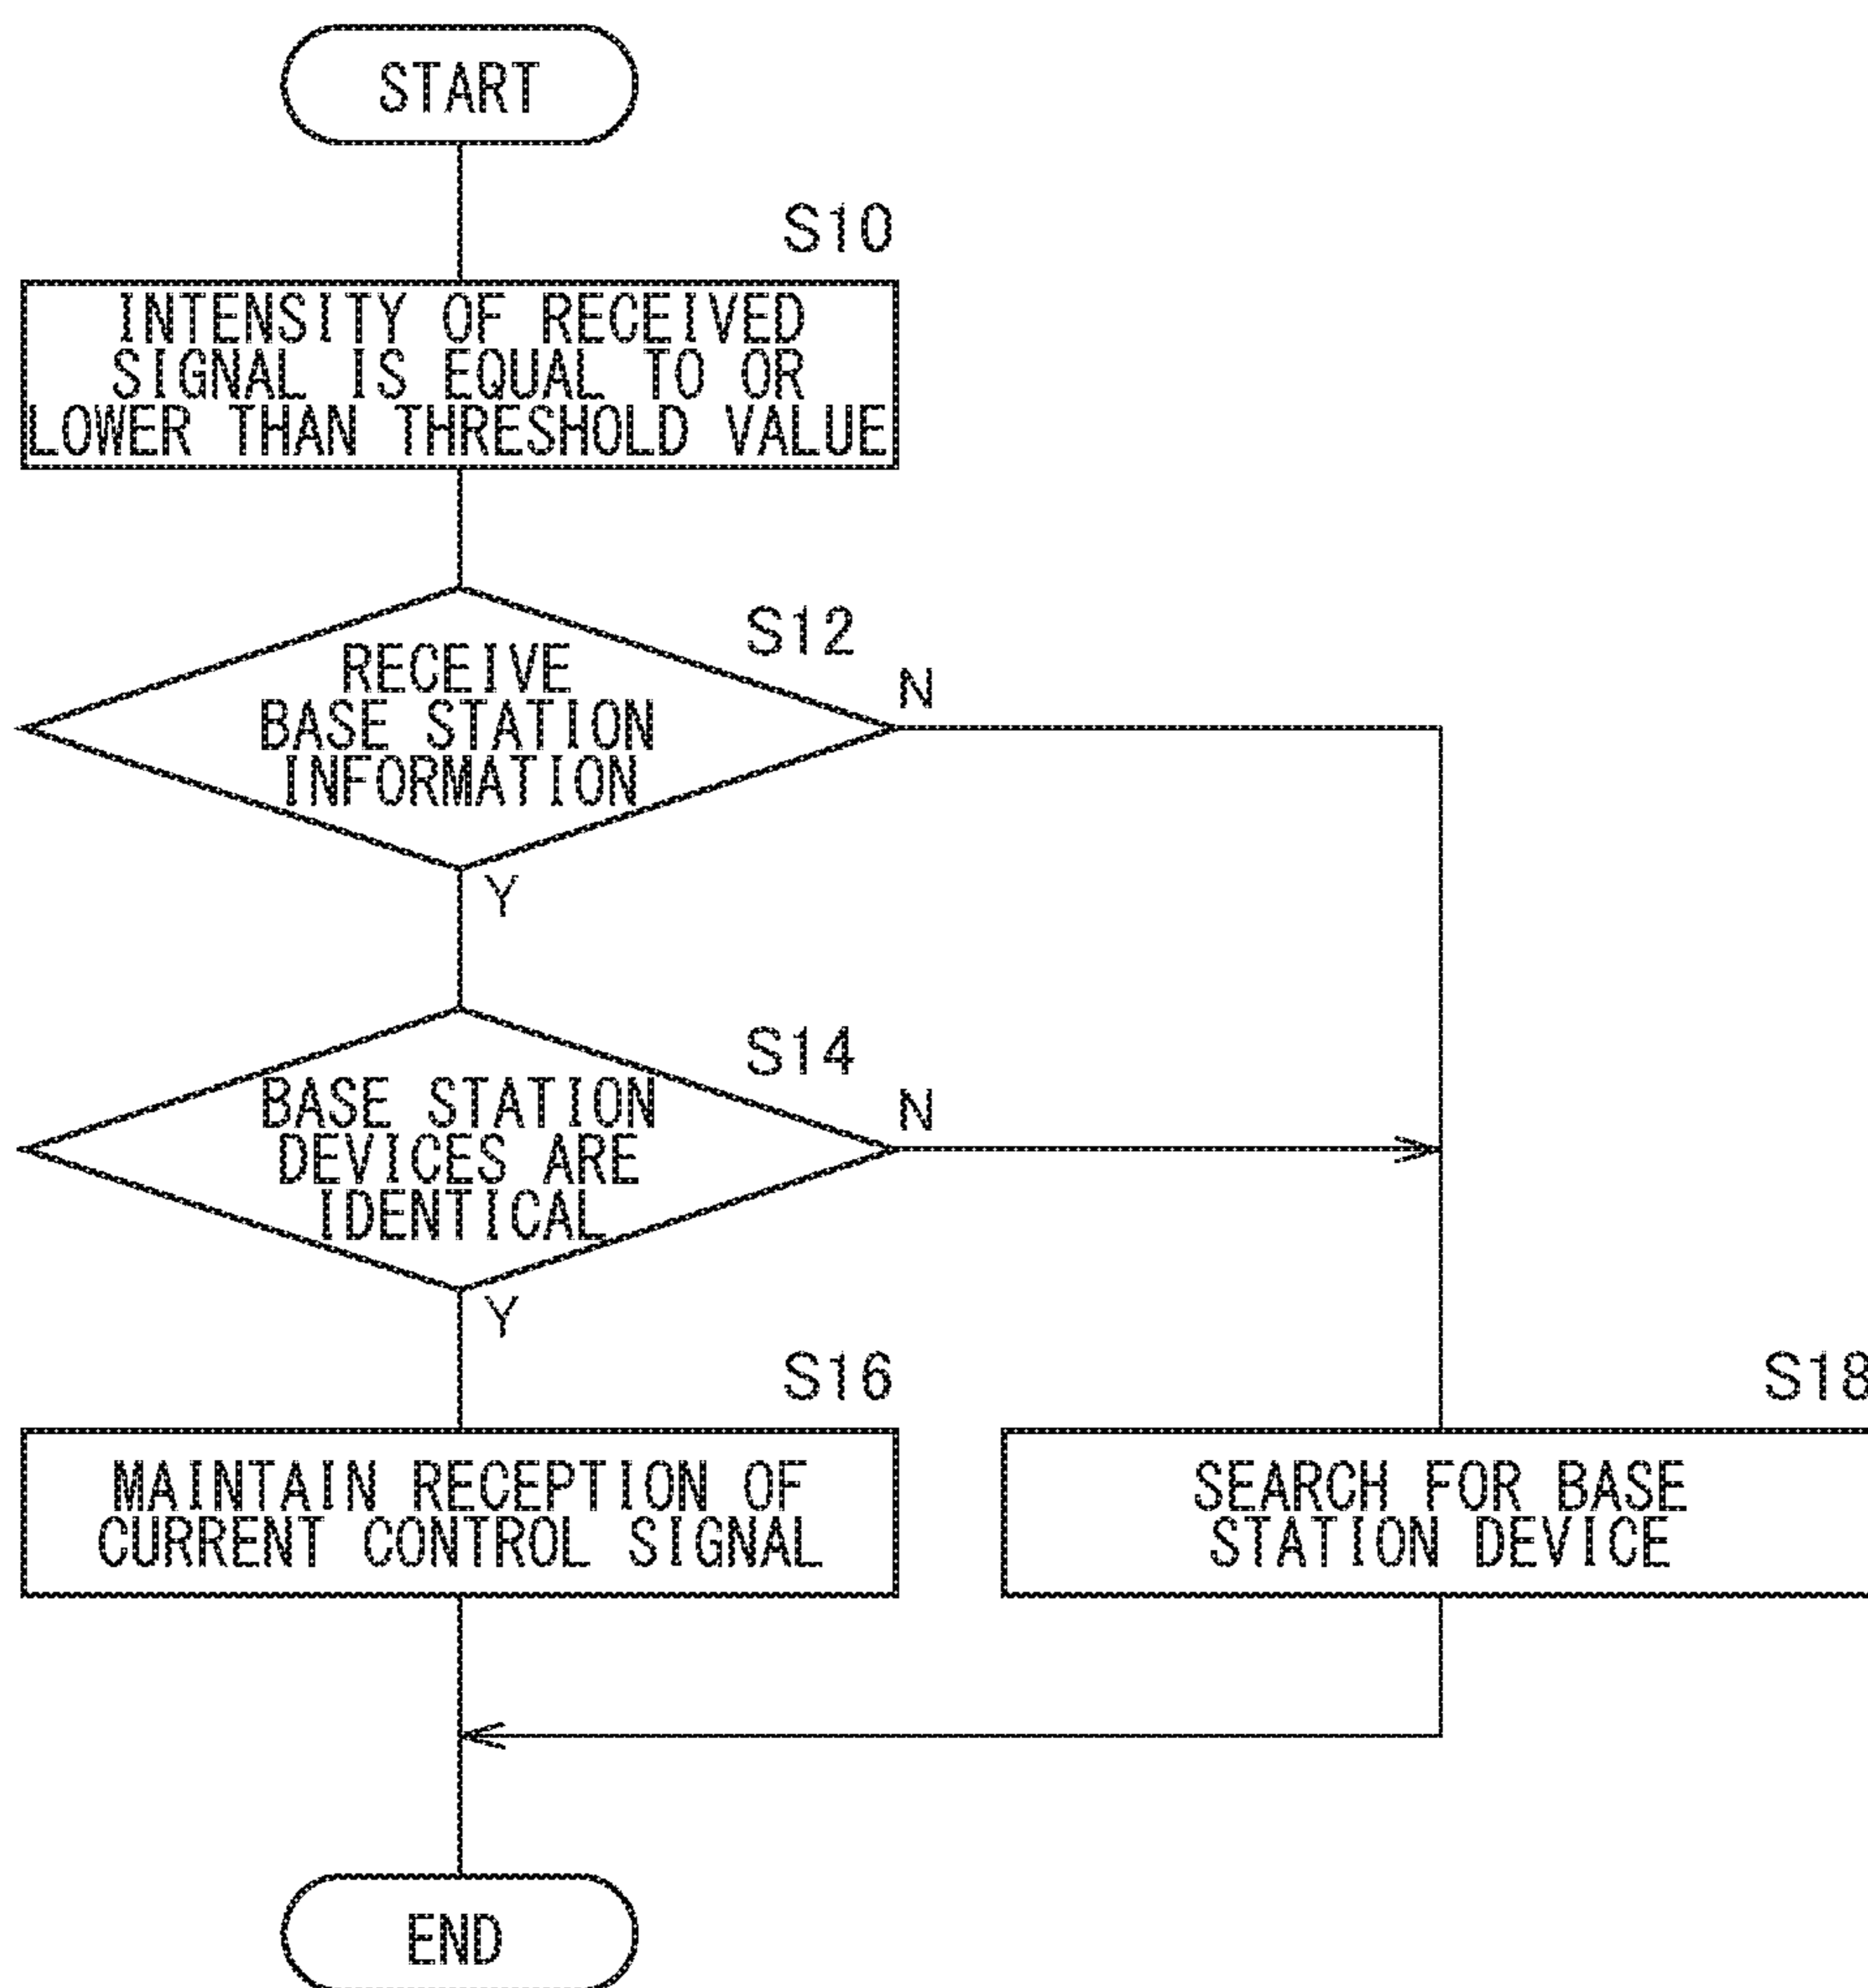 START
S10
INTENSITY OF RECEIVED
SIGNAL IS EQUAL TO OR
LOWER THAN THRESHOLD VALUE
S12
RECEIVE
BASE STATION
INFORMATION
N
Y
S14
BASE STATION
DEVICES ARE
IDENTICAL
N
Y
S16
MAINTAIN RECEPTION OF
CURRENT CONTROL SIGNAL
S18
SEARCH FOR BASE
STATION DEVICE
END